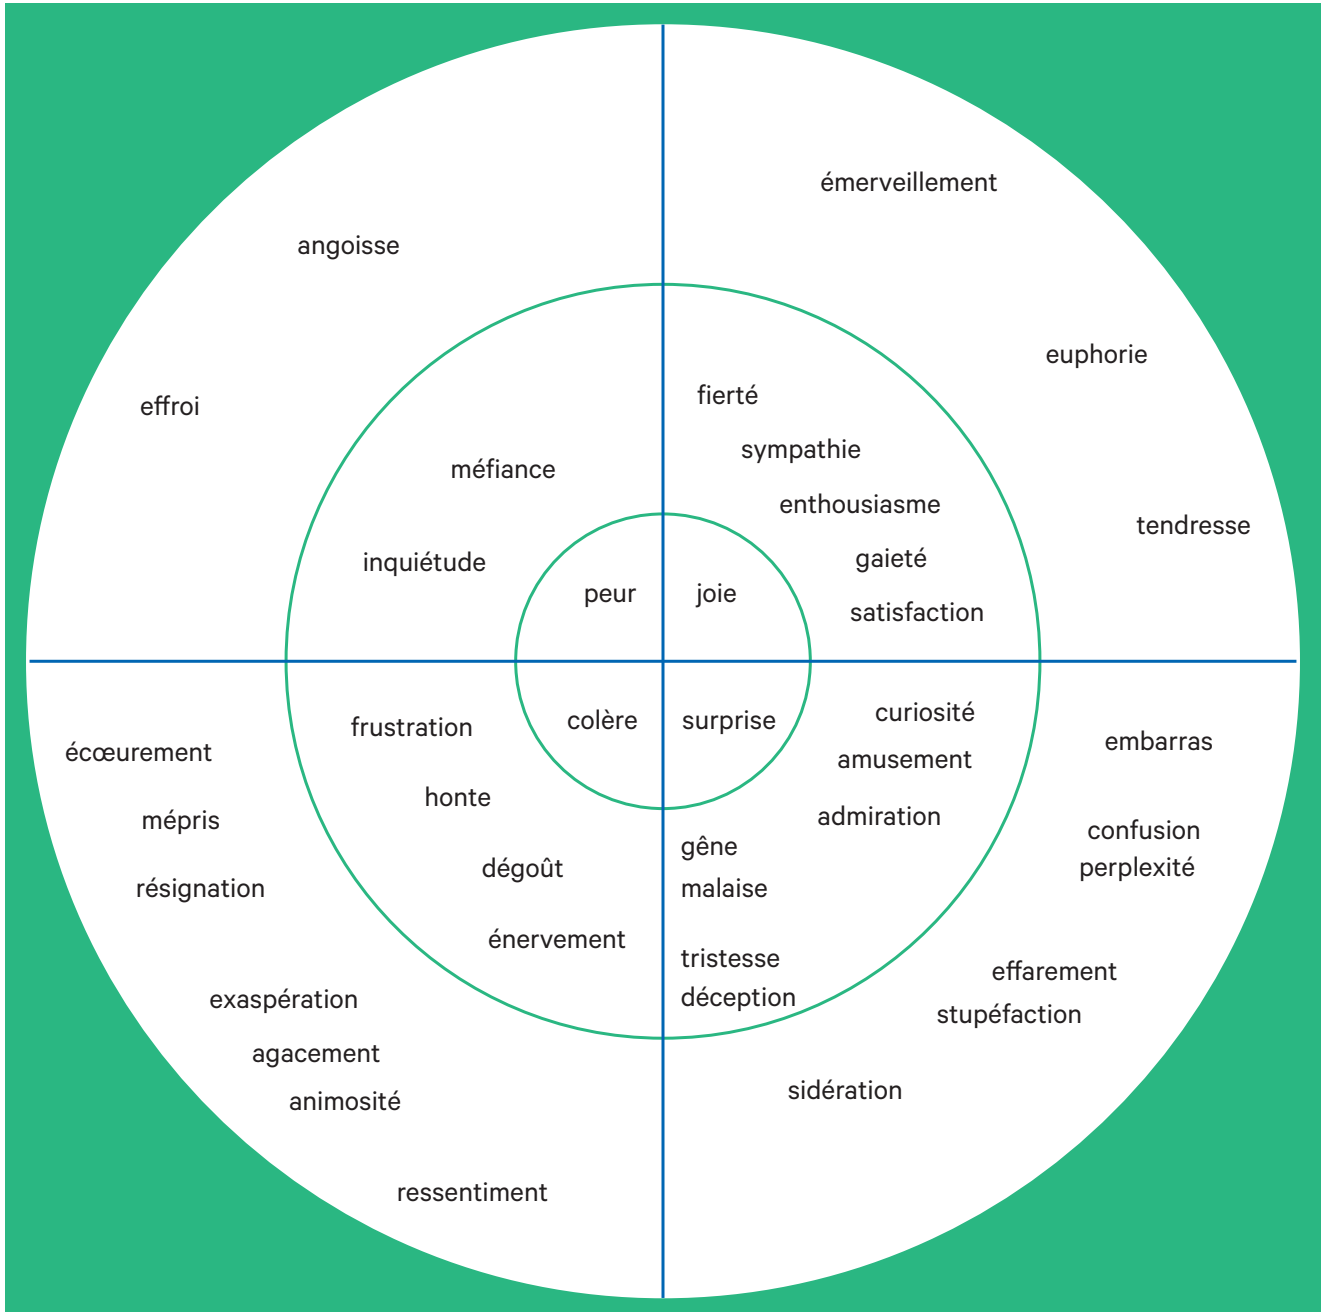 émerveillement
angoisse
euphorie
effroi
fierté
sympathie
méfiance
enthousiasme
tendresse
inquiétude
gaieté
peur
joie
satisfaction
colère
surprise
frustration
curiosité
écœurement
amusement
embarras
honte
mépris
admiration
confusion
gêne
perplexité
dégoût
malaise
résignation
énervement
tristesse
effarement
déception
exaspération
stupéfaction
agacement
animosité
sidération
ressentiment